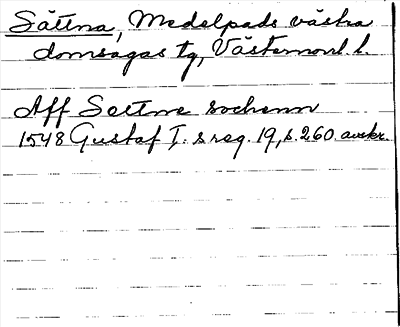 Sättna, Medelpads västra
domsagas tg, Västernorrl. l.
Aff Settne sochenn
1548 Gustaf I:s reg. 19, s. 260 avskr.